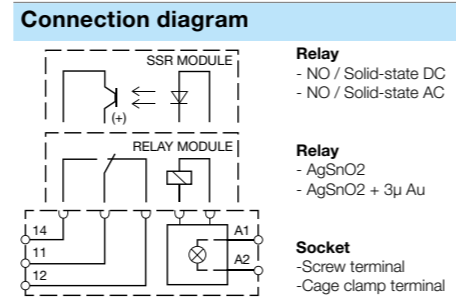 Connection diagram
SSR MODULE
(+)
RELAY MODULE
14
11
12
A1
A2
Relay
- NO / Solid-state DC
- NO / Solid-state AC
Relay
- AgSnO2
- AgSnO2 + 3µ Au
Socket
-Screw terminal
-Cage clamp terminal